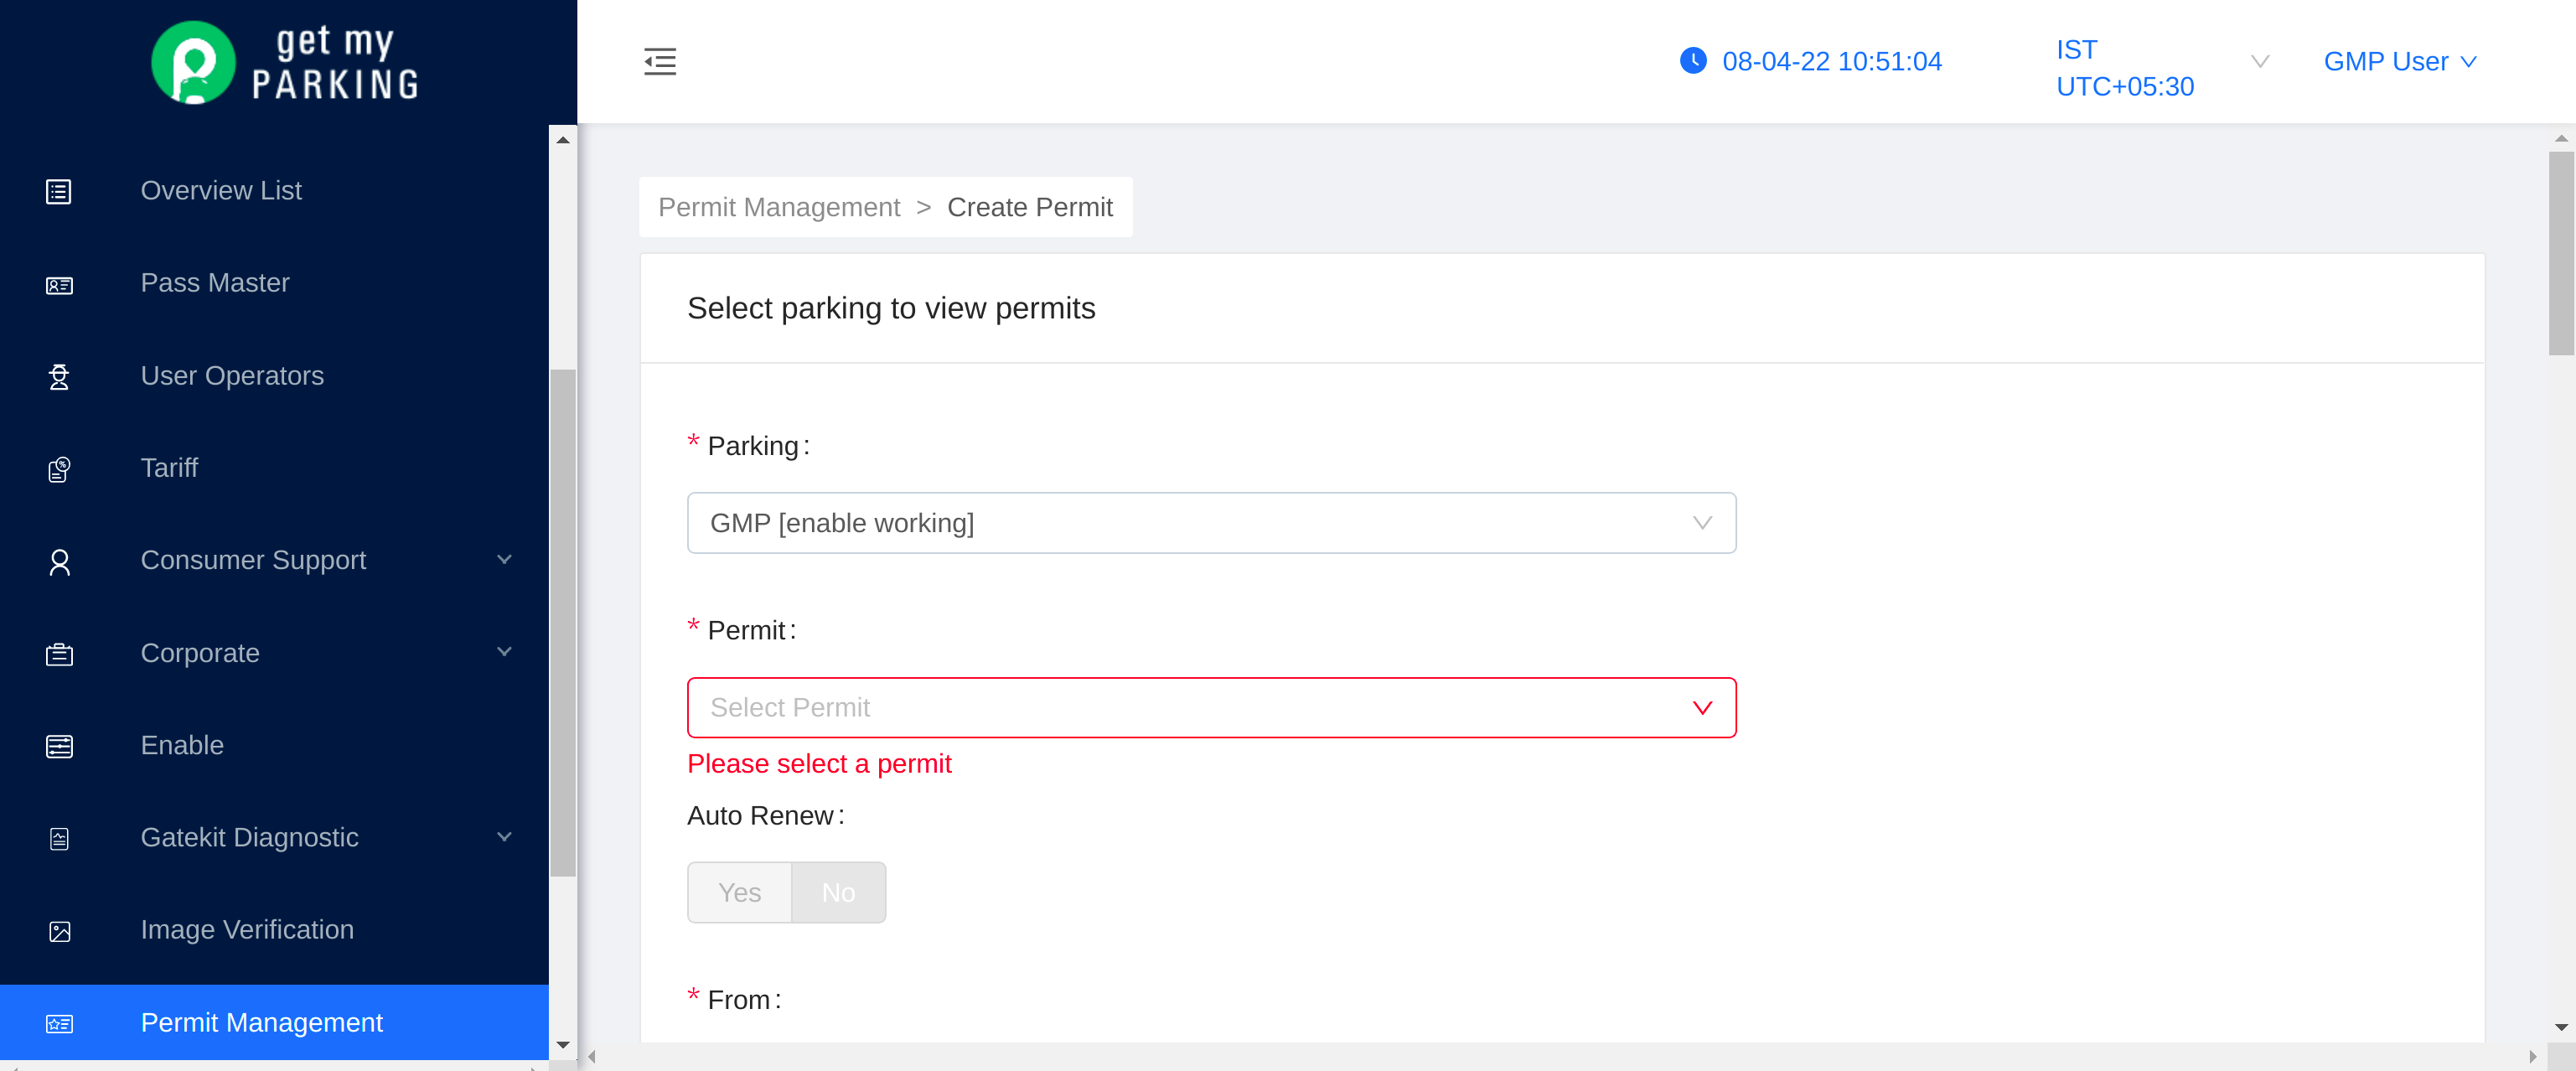 get my
PARKING
Overview List
Pass Master
User Operators
Tariff
Consumer Support
Corporate
Enable
Gatekit Diagnostic
Image Verification
Permit Management
08-04-22 10:51:04
IST
UTC+05:30
GMP User
Permit Management > Create Permit
Select parking to view permits
* Parking:
GMP [enable working]
* Permit:
Select Permit
Please select a permit
Auto Renew:
Yes No
* From: